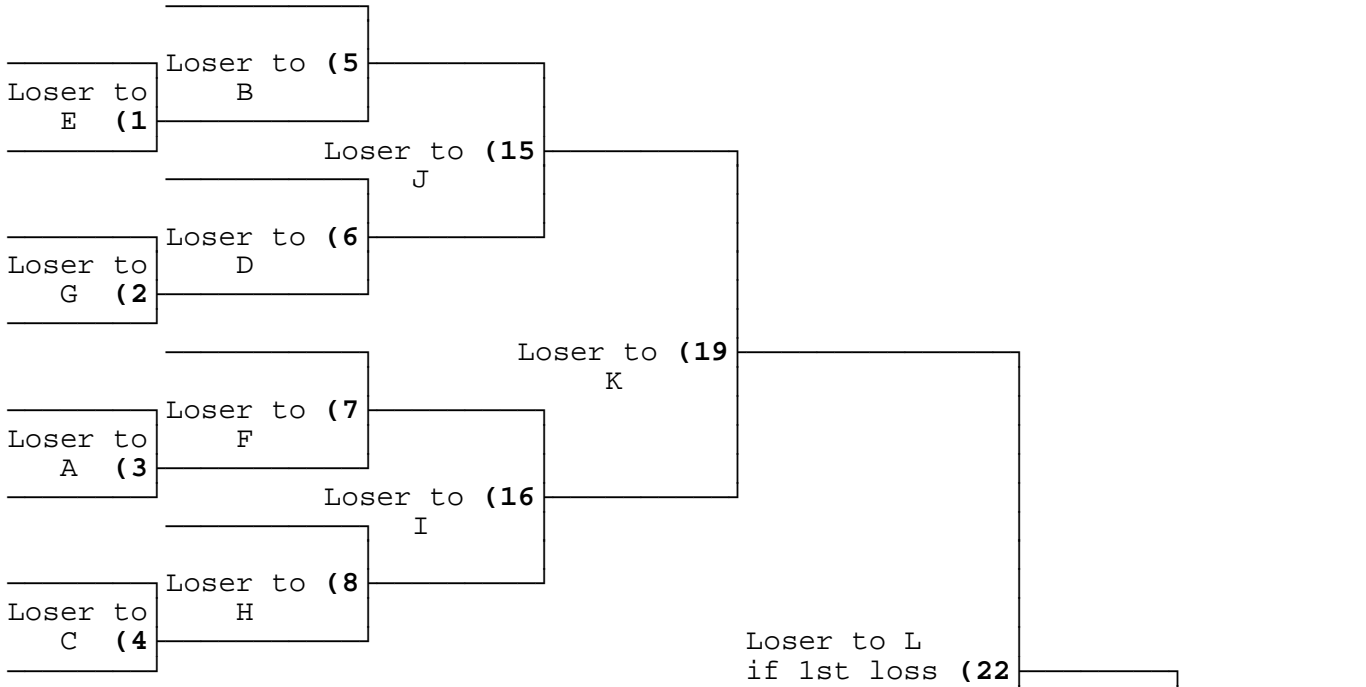 Loser to (5
B
Loser to
E (1
Loser to (15
J
Loser to (6
D
Loser to
G (2
Loser to (19
K
Loser to (7
F
Loser to
A (3
Loser to (16
I
Loser to (8
H
Loser to
C (4
Loser to L
if 1st loss (22